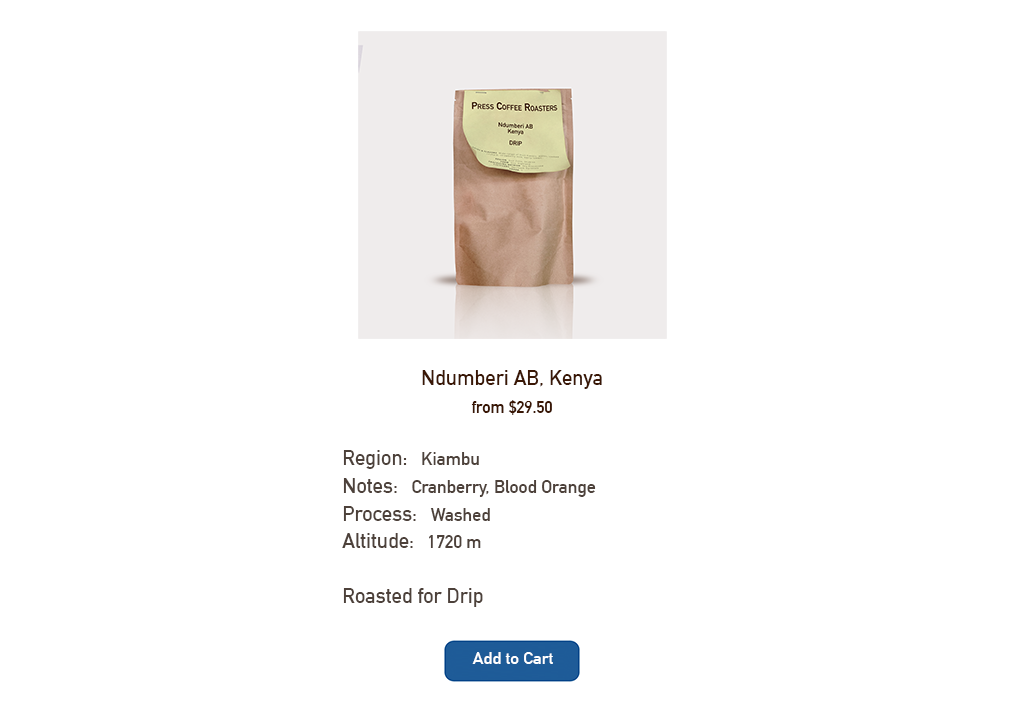 PRESS COFFEE ROASTERS
Ndumberi AB
Kenya
DRIP
Ndumberi AB, Kenya
from $29.50
Region: Kiambu
Notes: Cranberry, Blood Orange
Process: Washed
Altitude: 1720 m
Roasted for Drip
Add to Cart